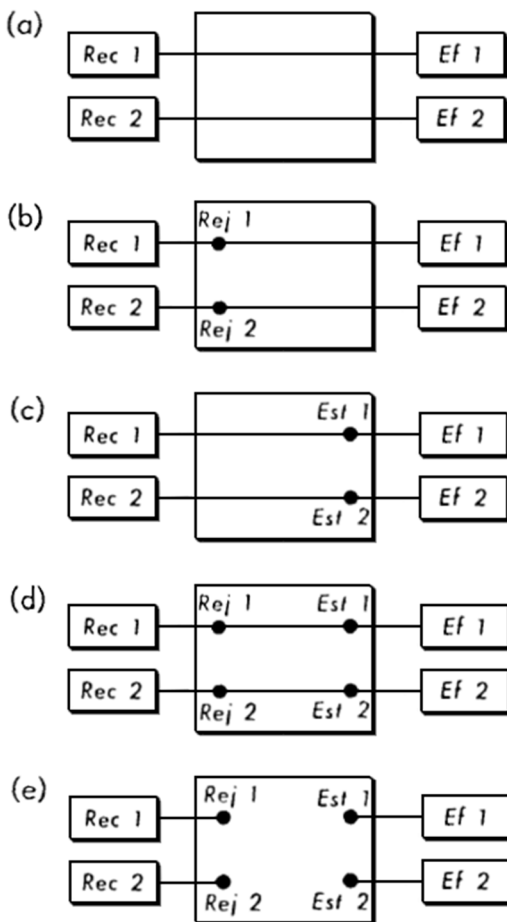 (a)
Rec 1 Ef 1
Rec 2 Ef 2
(b)
Rej 1
Rec 1 Ef 1
Rec 2 Ef 2
Rej 2
(c)
Est 1
Rec 1 Ef 1
Rec 2 Ef 2
Est 2
(d)
Rej 1 Est 1
Rec 1 Ef 1
Rec 2 Ef 2
Rej 2 Est 2
(e)
Rej 1 Est 1
Rec 1 Ef 1
Rec 2 Ef 2
Rej 2 Est 2